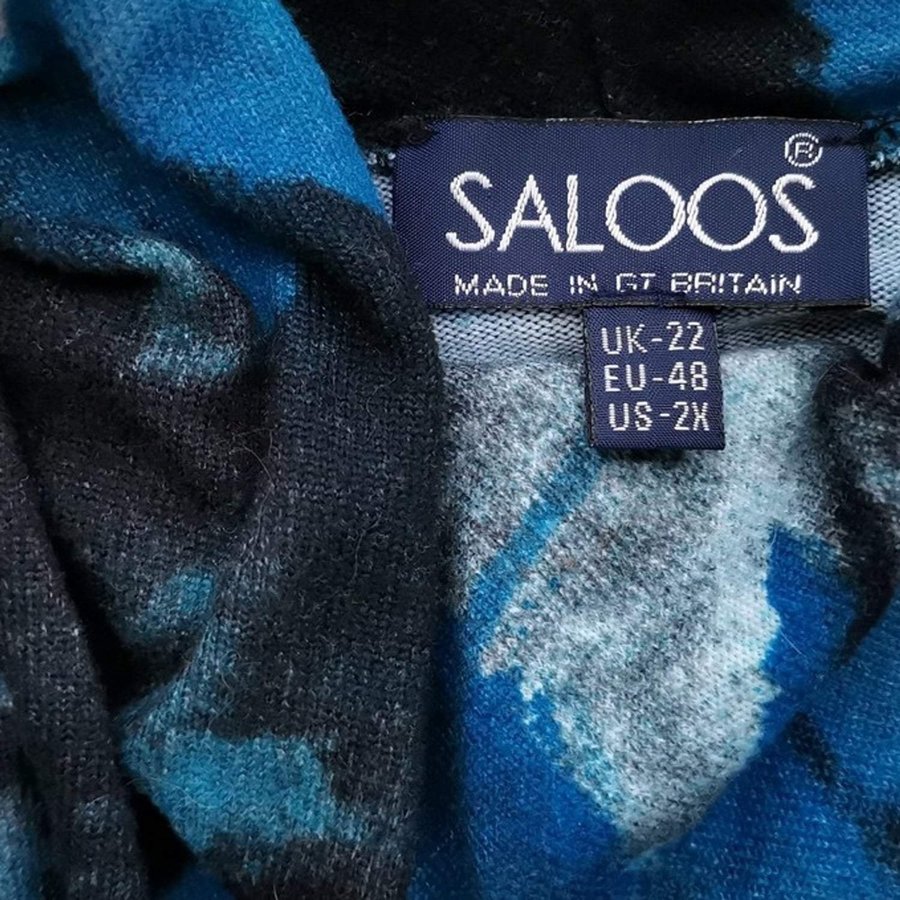 SALOOS®
MADE IN GT BRITAIN
UK-22
EU-48
US-2X